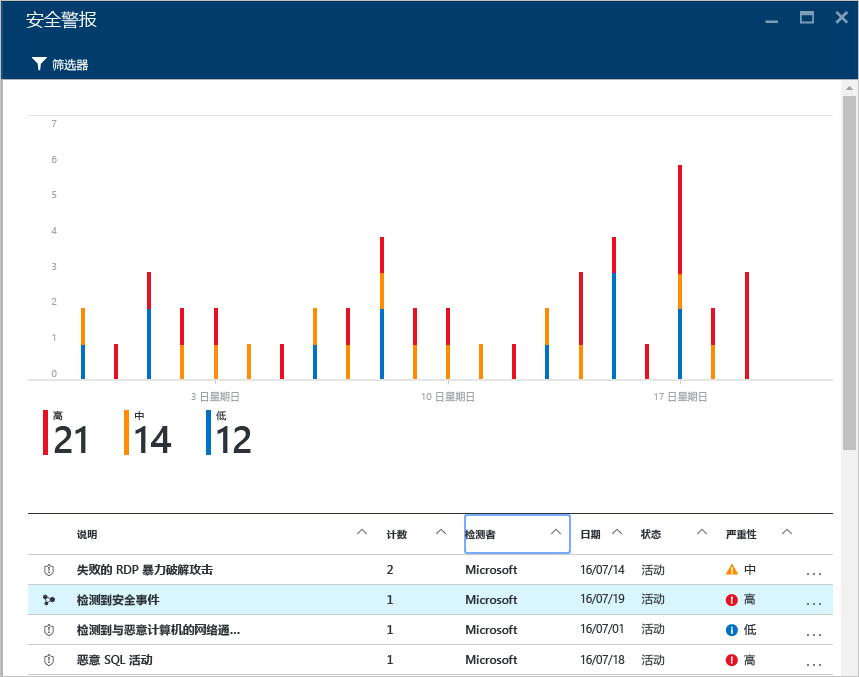 安全警报
筛选器
7
6
5
4
3
2
1
0
3 日星期日 10 日星期日 17 日星期日
高 中 低
21 14 12
说明 计数 检测者 日期 状态 严重性
失败的 RDP 暴力破解攻击 2 Microsoft 16/07/14 活动 中 ...
检测到安全事件 1 Microsoft 16/07/19 活动 高 ...
检测到与恶意计算机的网络通... 1 Microsoft 16/07/01 活动 低 ...
恶意 SQL 活动 1 Microsoft 16/07/18 活动 高 ...